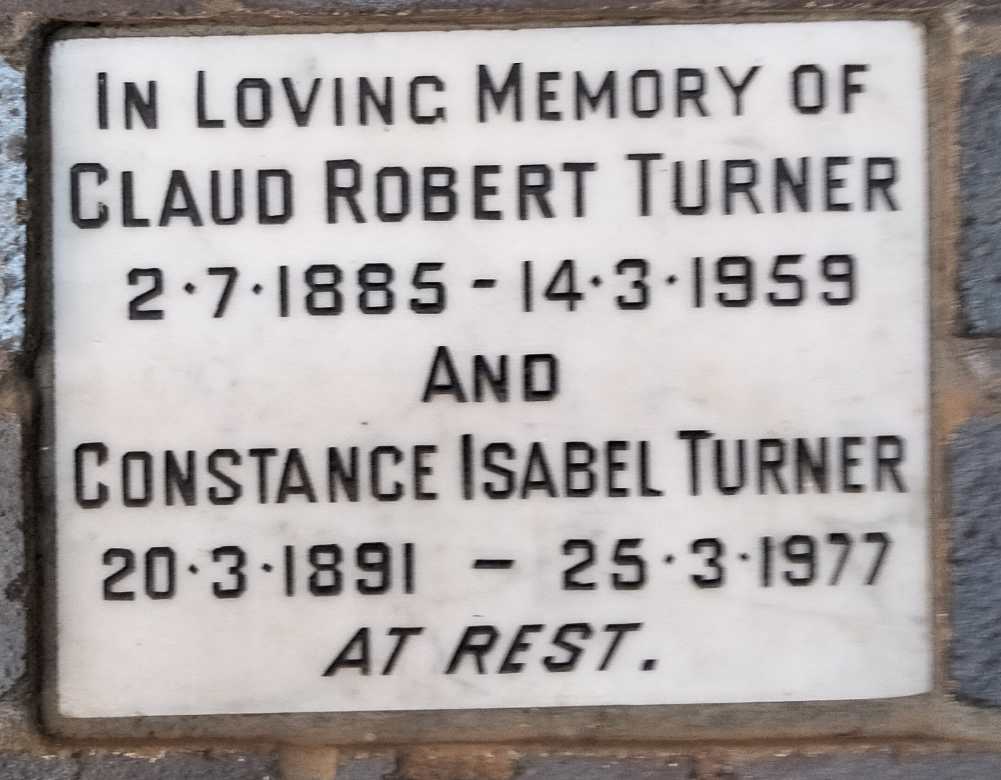 IN LOVING MEMORY OF
CLAUD ROBERT TURNER
2·7·1885 - 14·3·1959
AND
CONSTANCE ISABEL TURNER
20·3·1891 - 25·3·1977
AT REST.